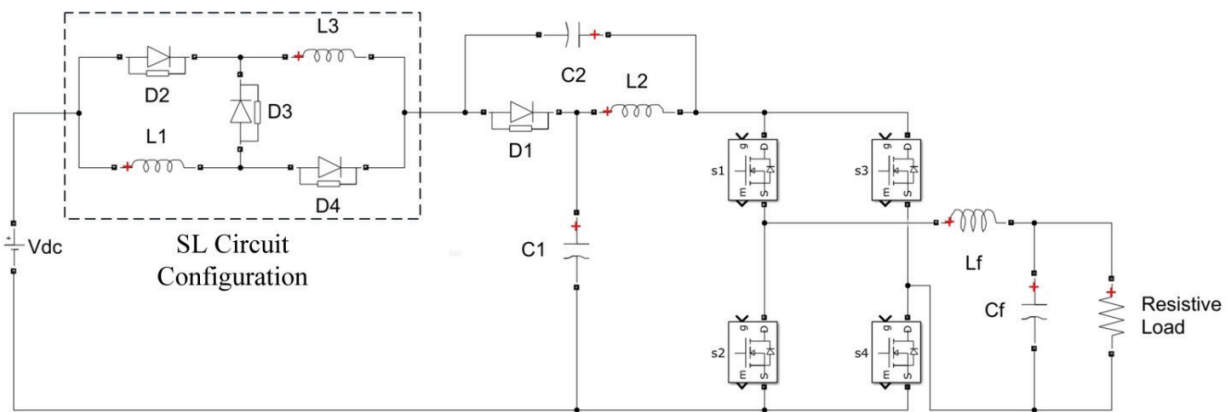 L3
C2
D2
D3
L2
L1
D1
D4
g
D
s1
m
S
g
D
s3
m
S
Vdc
SL Circuit
Configuration
C1
Lf
Cf
Resistive
Load
g
D
s2
m
S
g
D
s4
m
S